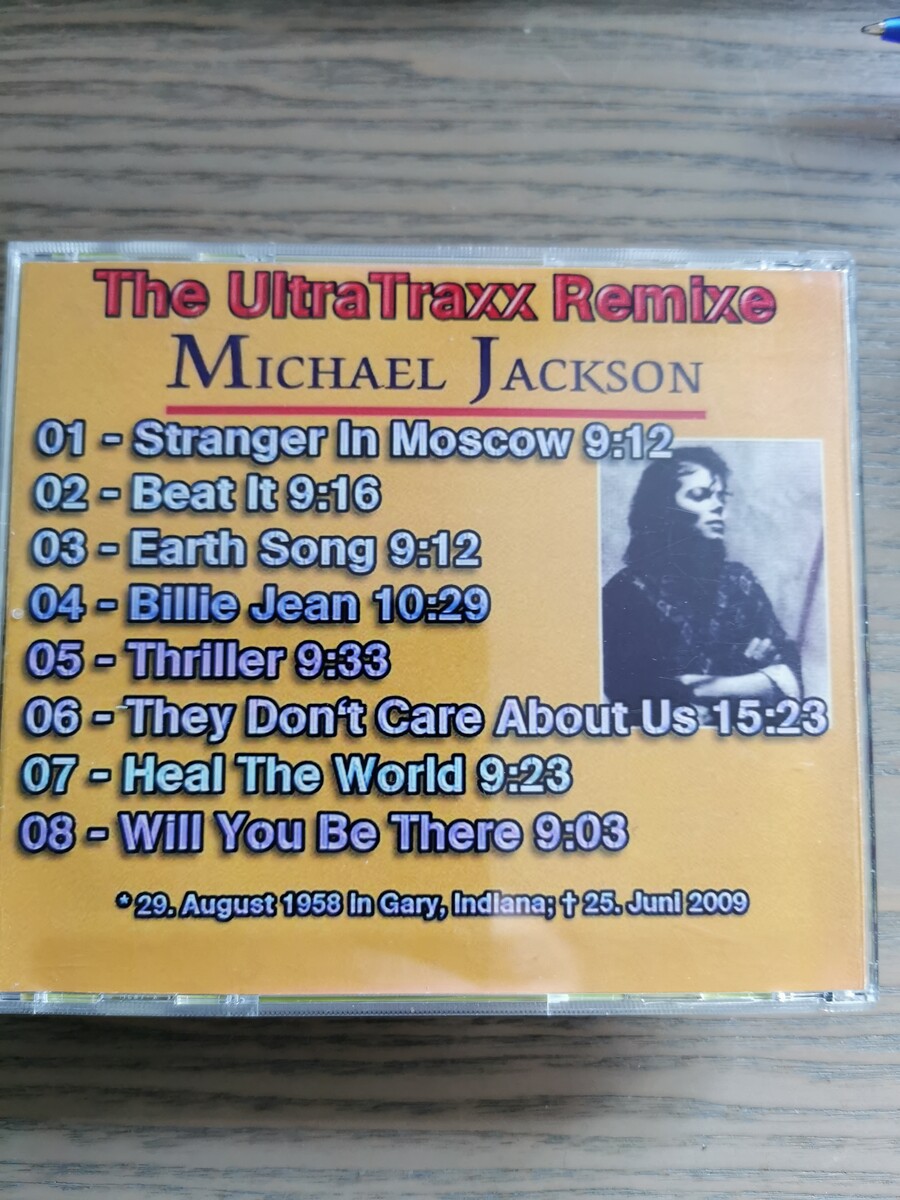 The UltraTraxx Remixe
MICHAEL JACKSON
01 - Stranger In Moscow 9:12
02 - Beat It 9:16
03 - Earth Song 9:12
04 - Billie Jean 10:29
05 - Thriller 9:33
06 - They Don‘t Care About Us 15:23
07 - Heal The World 9:23
08 - Will You Be There 9:03
* 29. August 1958 in Gary, Indiana; † 25. Juni 2009